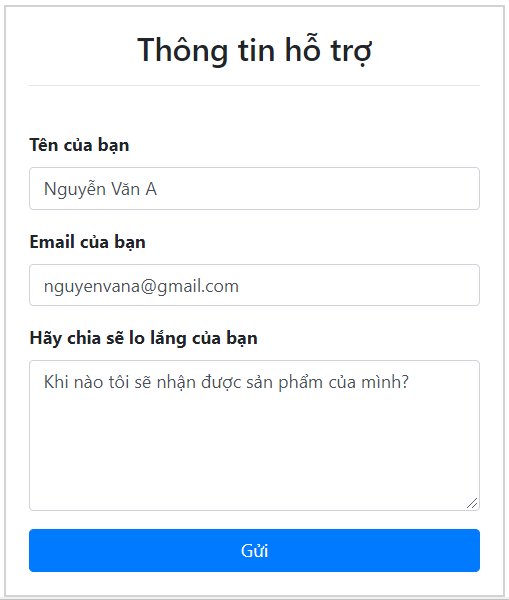 Thông tin hỗ trợ
Tên của bạn
Nguyễn Văn A
Email của bạn
nguyenvana@gmail.com
Hãy chia sẽ lo lắng của bạn
Khi nào tôi sẽ nhận được sản phẩm của mình?
Gửi